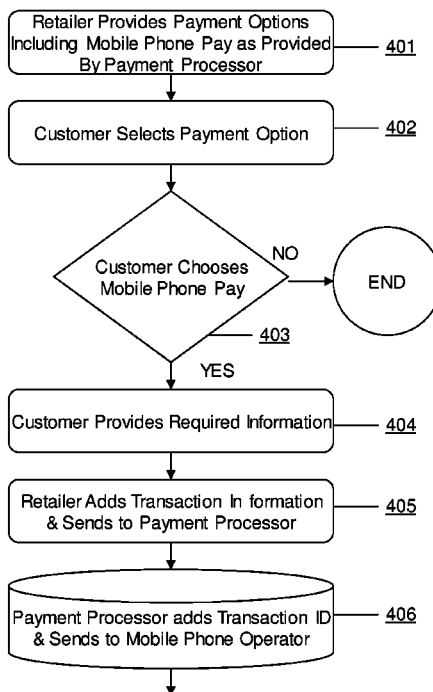 Retailer Provides Payment Options
Including Mobile Phone Pay as Provided
By Payment Processor
401
Customer Selects Payment Option
402
Customer Chooses
Mobile Phone Pay
NO
END
403
YES
Customer Provides Required Information
404
Retailer Adds Transaction In formation
& Sends to Payment Processor
405
Payment Processor adds Transaction ID
& Sends to Mobile Phone Operator
406